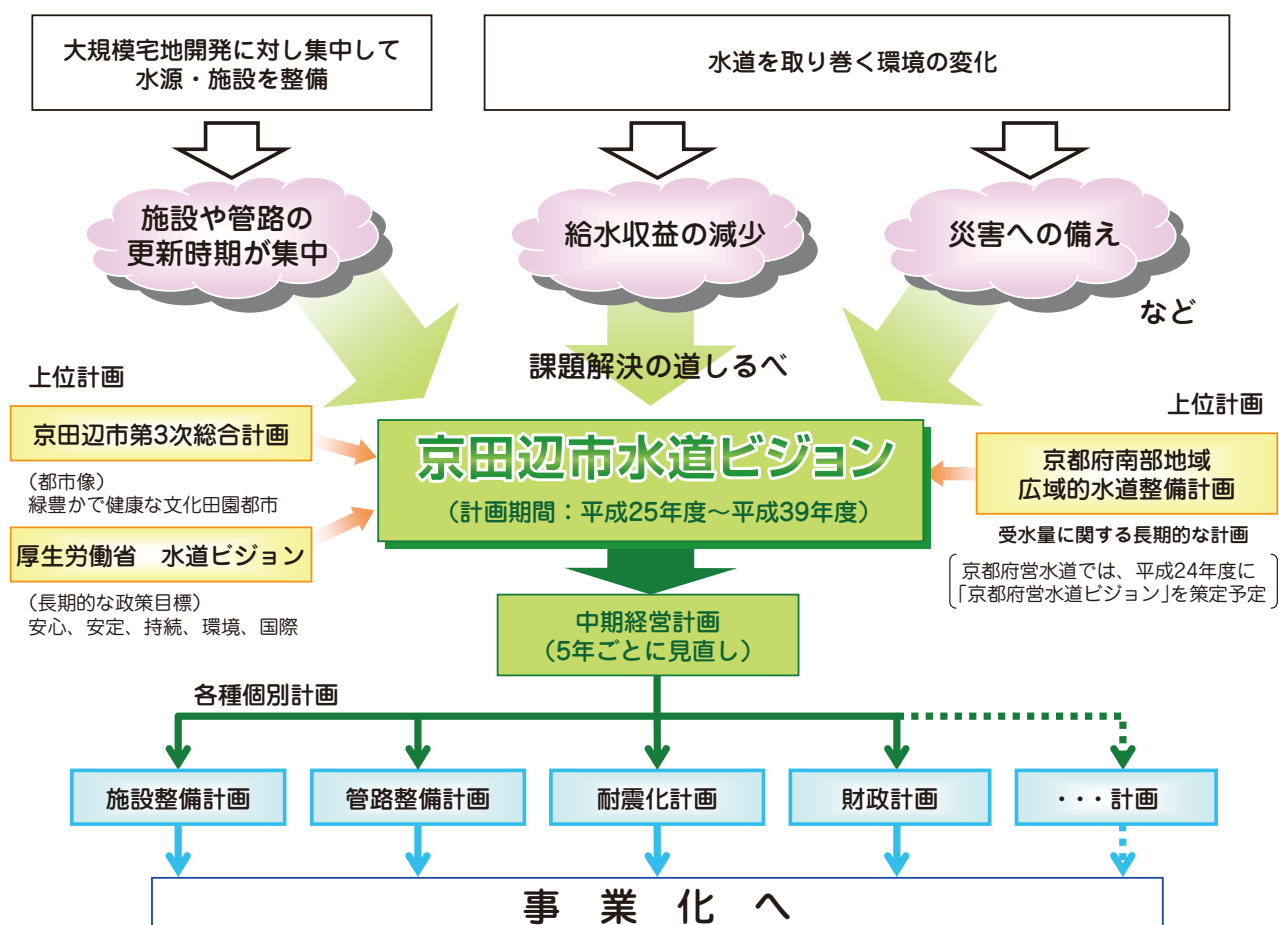 大規模宅地開発に対し集中して
水源・施設を整備
水道を取り巻く環境の変化
施設や管路の
更新時期が集中
給水収益の減少
災害への備え
など
課題解決の道しるべ
上位計画
京田辺市第3次総合計画
(都市像)
緑豊かで健康な文化田園都市
厚生労働省　水道ビジョン
(長期的な政策目標)
安心、安定、持続、環境、国際
京田辺市水道ビジョン
(計画期間：平成25年度～平成39年度)
上位計画
京都府南部地域
広域的水道整備計画
受水量に関する長期的な計画
京都府営水道では、平成24年度に
「京都府営水道ビジョン」を策定予定
中期経営計画
(5年ごとに見直し)
各種個別計画
施設整備計画
管路整備計画
耐震化計画
財政計画
・・・計画
事　業　化　へ